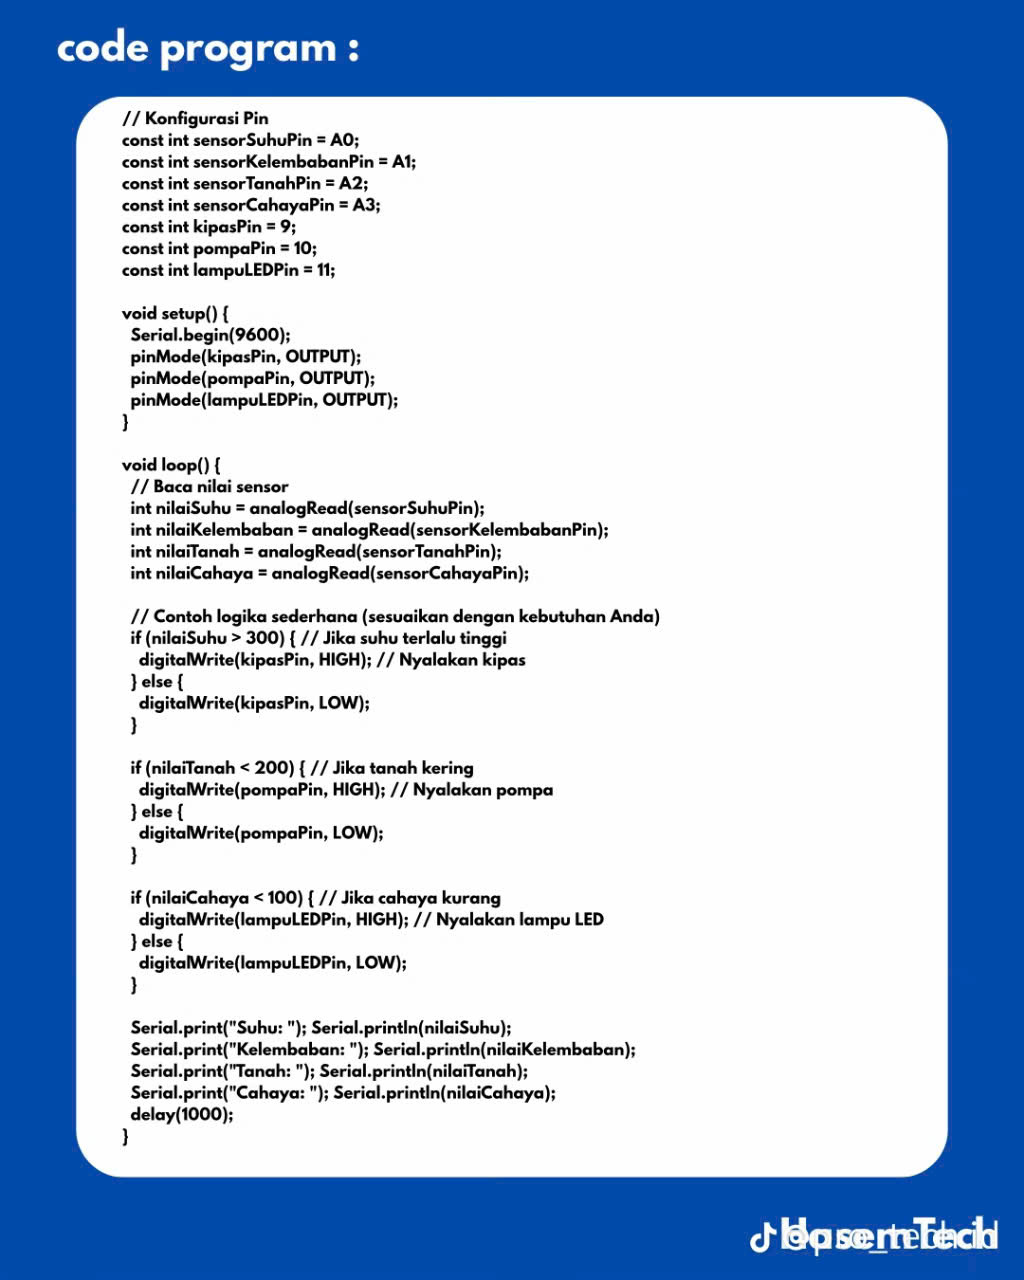 code program :
// Konfigurasi Pin
const int sensorSuhuPin = A0;
const int sensorKelembabanPin = A1;
const int sensorTanahPin = A2;
const int sensorCahayaPin = A3;
const int kipasPin = 9;
const int pompaPin = 10;
const int lampuLEDPin = 11;

void setup() {
  Serial.begin(9600);
  pinMode(kipasPin, OUTPUT);
  pinMode(pompaPin, OUTPUT);
  pinMode(lampuLEDPin, OUTPUT);
}

void loop() {
  // Baca nilai sensor
  int nilaiSuhu = analogRead(sensorSuhuPin);
  int nilaiKelembaban = analogRead(sensorKelembabanPin);
  int nilaiTanah = analogRead(sensorTanahPin);
  int nilaiCahaya = analogRead(sensorCahayaPin);

  // Contoh logika sederhana (sesuaikan dengan kebutuhan Anda)
  if (nilaiSuhu > 300) { // Jika suhu terlalu tinggi
    digitalWrite(kipasPin, HIGH); // Nyalakan kipas
  } else {
    digitalWrite(kipasPin, LOW);
  }

  if (nilaiTanah < 200) { // Jika tanah kering
    digitalWrite(pompaPin, HIGH); // Nyalakan pompa
  } else {
    digitalWrite(pompaPin, LOW);
  }

  if (nilaiCahaya < 100) { // Jika cahaya kurang
    digitalWrite(lampuLEDPin, HIGH); // Nyalakan lampu LED
  } else {
    digitalWrite(lampuLEDPin, LOW);
  }

  Serial.print("Suhu: "); Serial.println(nilaiSuhu);
  Serial.print("Kelembaban: "); Serial.println(nilaiKelembaban);
  Serial.print("Tanah: "); Serial.println(nilaiTanah);
  Serial.print("Cahaya: "); Serial.println(nilaiCahaya);
  delay(1000);
}